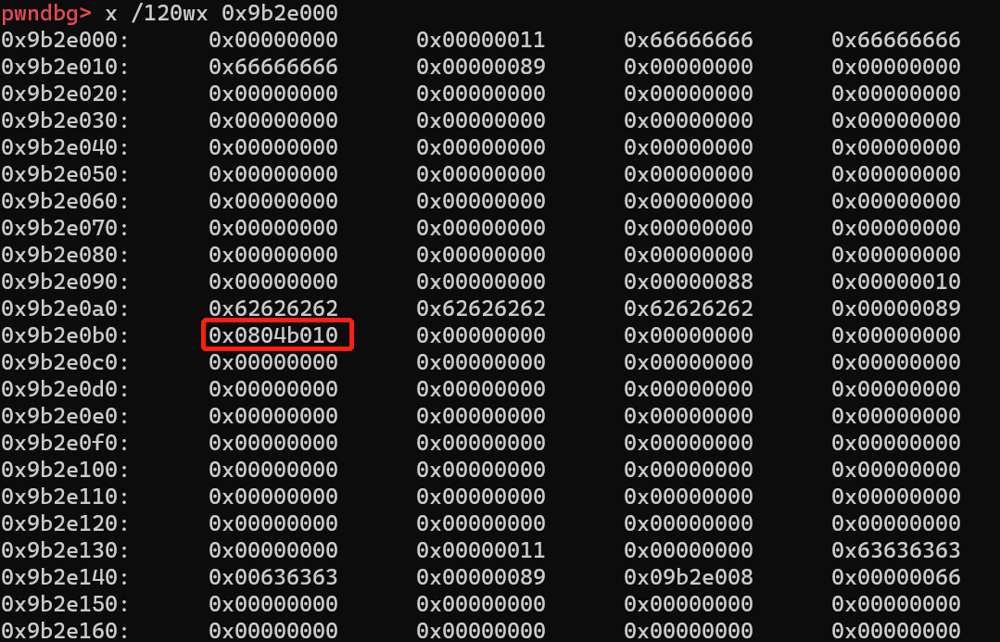 pwndbg> x /120wx 0x9b2e000
0x9b2e000: 0x00000000 0x00000011 0x66666666 0x66666666
0x9b2e010: 0x66666666 0x00000089 0x00000000 0x00000000
0x9b2e020: 0x00000000 0x00000000 0x00000000 0x00000000
0x9b2e030: 0x00000000 0x00000000 0x00000000 0x00000000
0x9b2e040: 0x00000000 0x00000000 0x00000000 0x00000000
0x9b2e050: 0x00000000 0x00000000 0x00000000 0x00000000
0x9b2e060: 0x00000000 0x00000000 0x00000000 0x00000000
0x9b2e070: 0x00000000 0x00000000 0x00000000 0x00000000
0x9b2e080: 0x00000000 0x00000000 0x00000000 0x00000000
0x9b2e090: 0x00000000 0x00000000 0x00000088 0x00000010
0x9b2e0a0: 0x62626262 0x62626262 0x62626262 0x00000089
0x9b2e0b0: 0x0804b010 0x00000000 0x00000000 0x00000000
0x9b2e0c0: 0x00000000 0x00000000 0x00000000 0x00000000
0x9b2e0d0: 0x00000000 0x00000000 0x00000000 0x00000000
0x9b2e0e0: 0x00000000 0x00000000 0x00000000 0x00000000
0x9b2e0f0: 0x00000000 0x00000000 0x00000000 0x00000000
0x9b2e100: 0x00000000 0x00000000 0x00000000 0x00000000
0x9b2e110: 0x00000000 0x00000000 0x00000000 0x00000000
0x9b2e120: 0x00000000 0x00000000 0x00000000 0x00000000
0x9b2e130: 0x00000000 0x00000011 0x00000000 0x63636363
0x9b2e140: 0x00636363 0x00000089 0x09b2e008 0x00000066
0x9b2e150: 0x00000000 0x00000000 0x00000000 0x00000000
0x9b2e160: 0x00000000 0x00000000 0x00000000 0x00000000